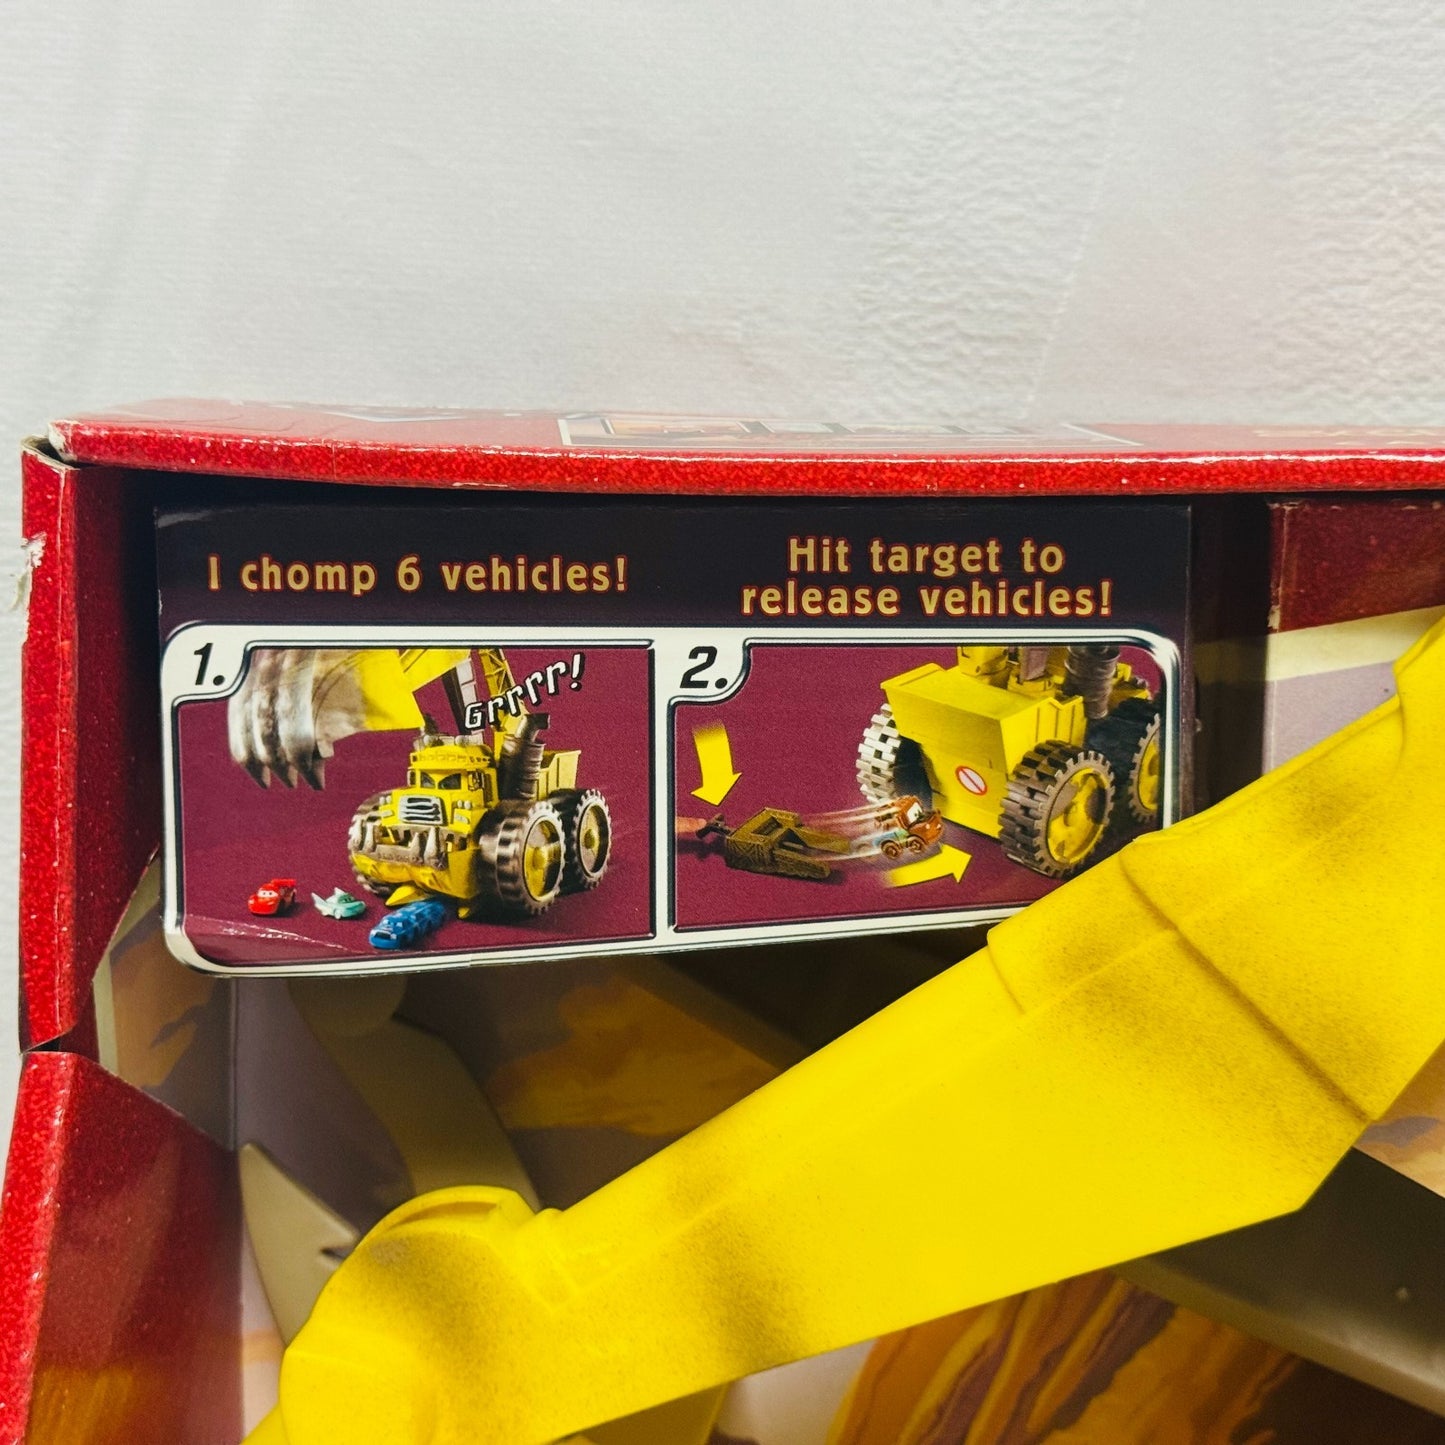 I chomp 6 vehicles!
Hit target to
release vehicles!
1.
Grrrr!
2.